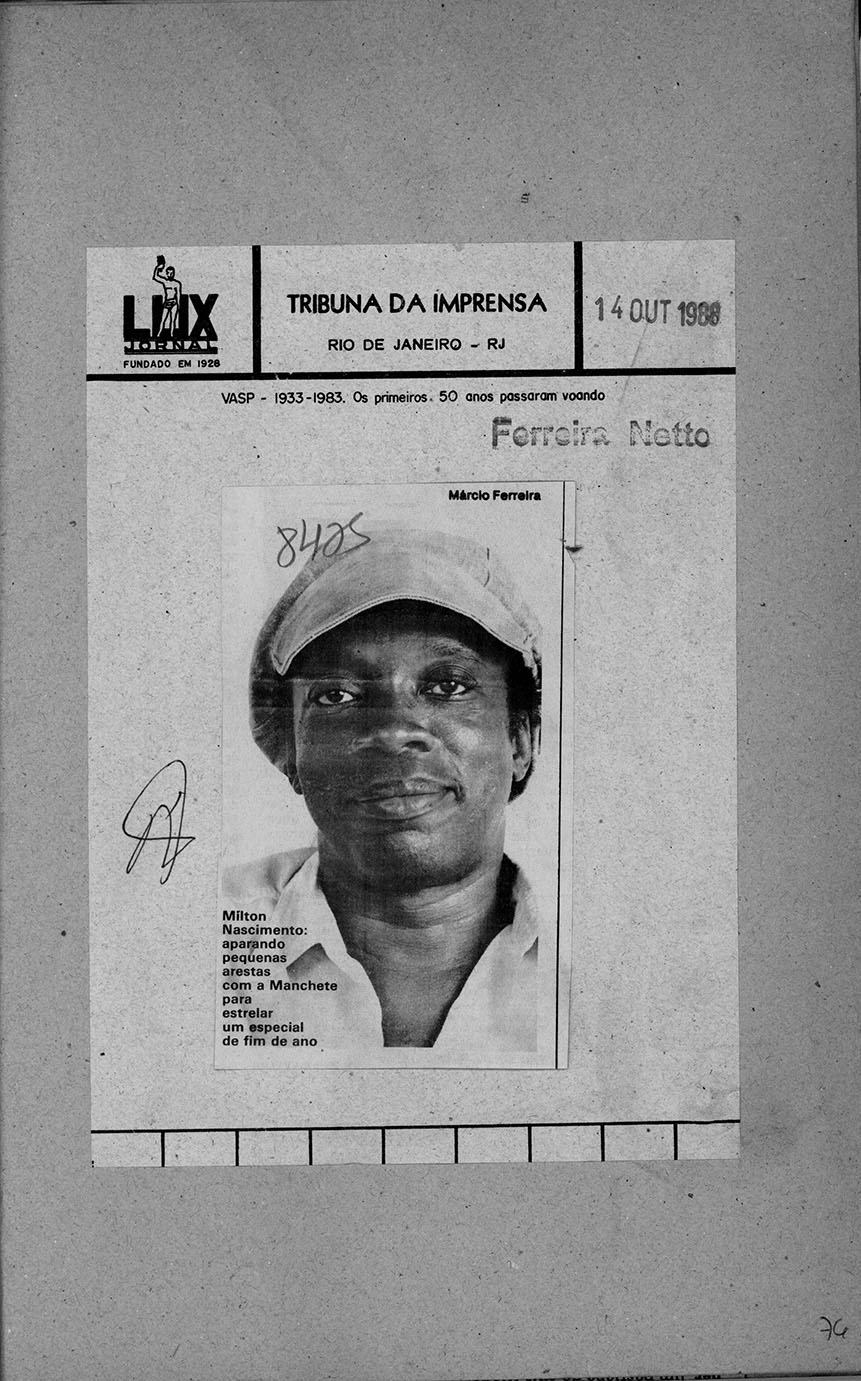 LUX
JORNAL
FUNDADO EM 1928
TRIBUNA DA IMPRENSA
RIO DE JANEIRO - RJ
14 OUT 1988
VASP - 1933-1983. Os primeiros 50 anos passaram voando
Ferreira Netto
Márcio Ferreira
8425
Milton
Nascimento:
aparando
pequenas
arestas
com a Manchete
para
estrelar
um especial
de fim de ano